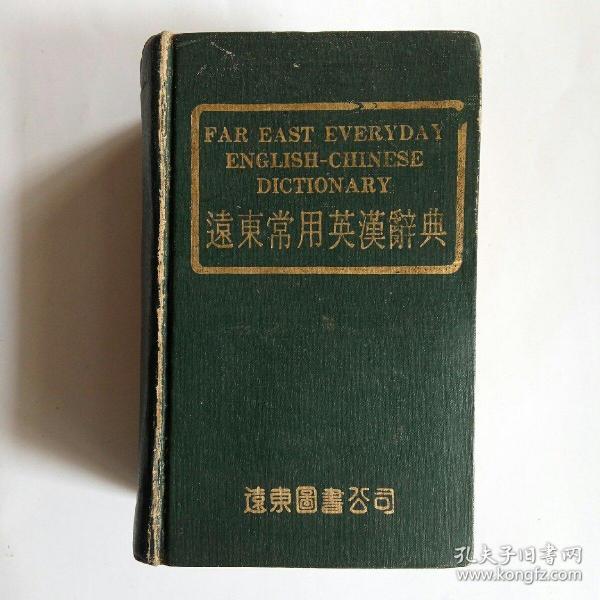 FAR EAST EVERYDAY
ENGLISH-CHINESE
DICTIONARY
遠東常用英漢辭典
遠東圖書公司
孔夫子旧书网
www.kongfz.com